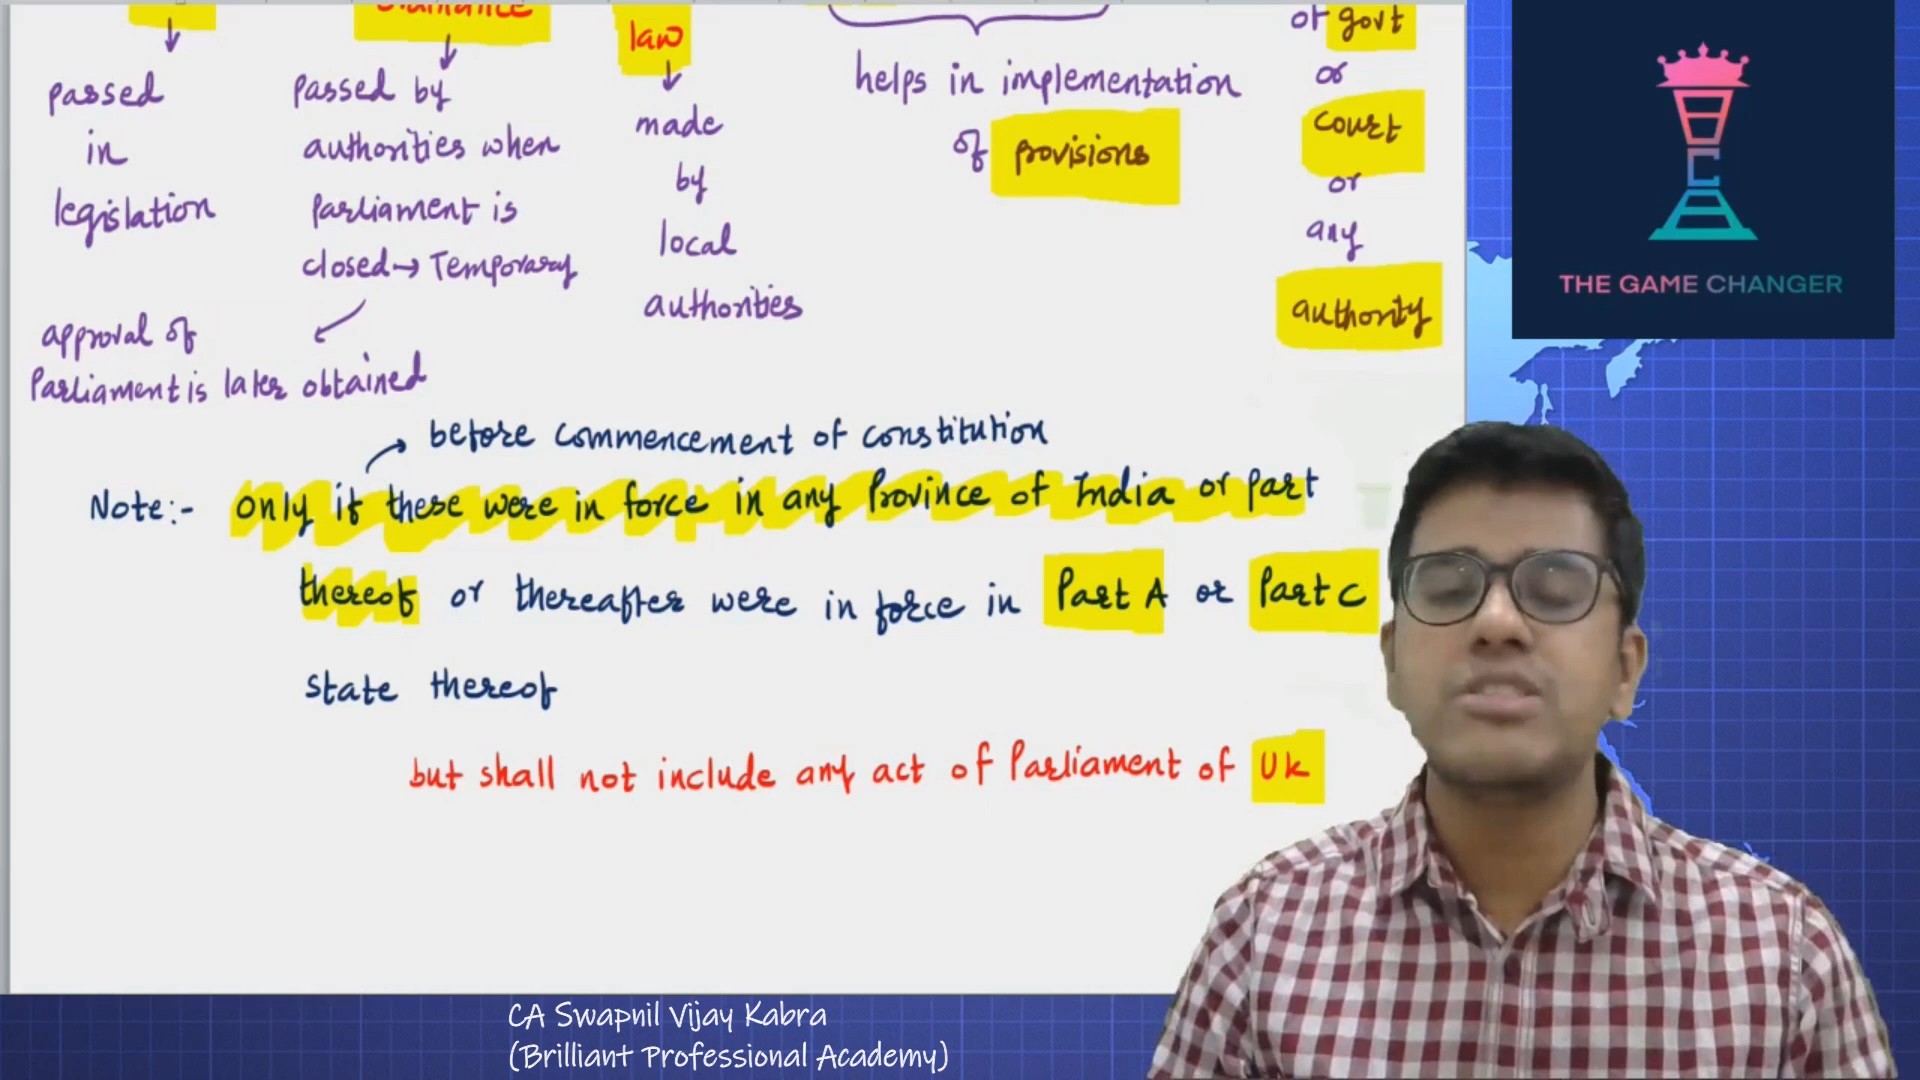 Ordinance
law
of govt
passed
in
legislation
Passed by
authorities when
Parliament is
closed → Temporary
approval of
Parliament is later obtained
made
by
local
authorities
helps in implementation
of provisions
or
court
or
any
authority
before commencement of constitution
Note:- Only if these were in force in any Province of India or part
thereof or thereafter were in force in Part A or Part C
state thereof
but shall not include any act of Parliament of UK
THE GAME CHANGER
CA Swapnil Vijay Kabra
(Brilliant Professional Academy)